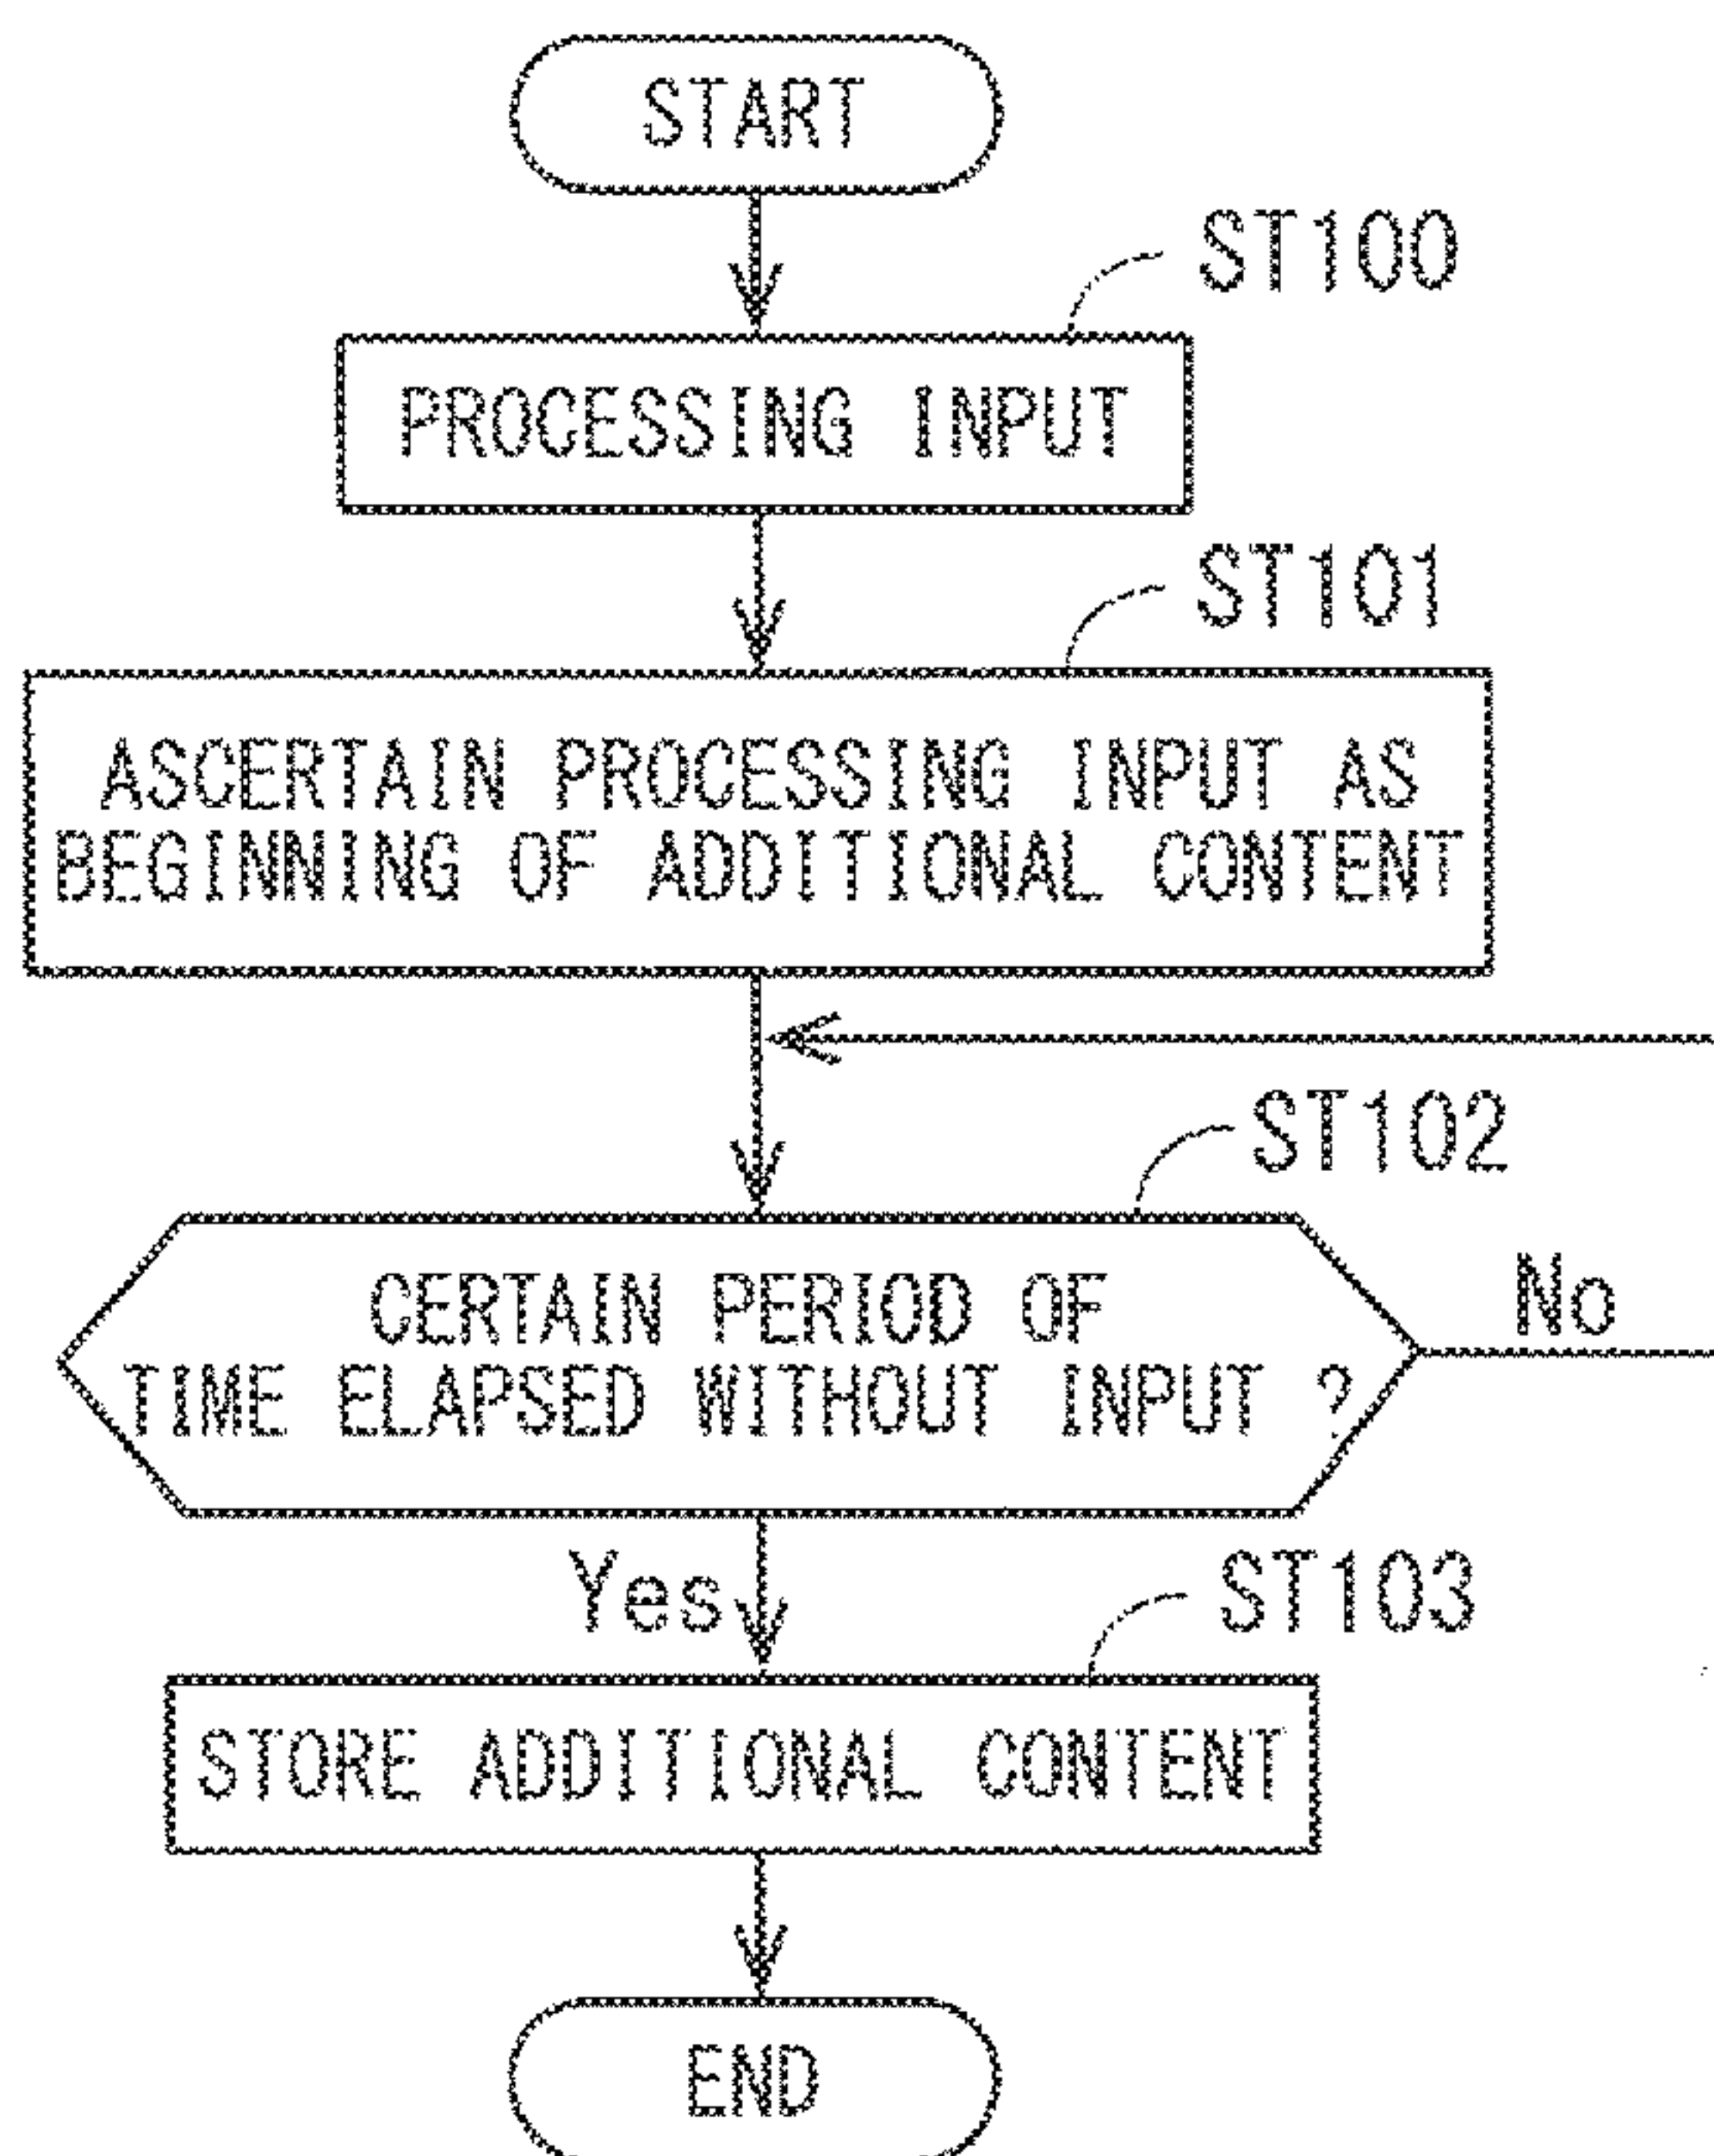 START
ST100
PROCESSING INPUT
ST101
ASCERTAIN PROCESSING INPUT AS
BEGINNING OF ADDITIONAL CONTENT
ST102
CERTAIN PERIOD OF
TIME ELAPSED WITHOUT INPUT ?
No
Yes
ST103
STORE ADDITIONAL CONTENT
END